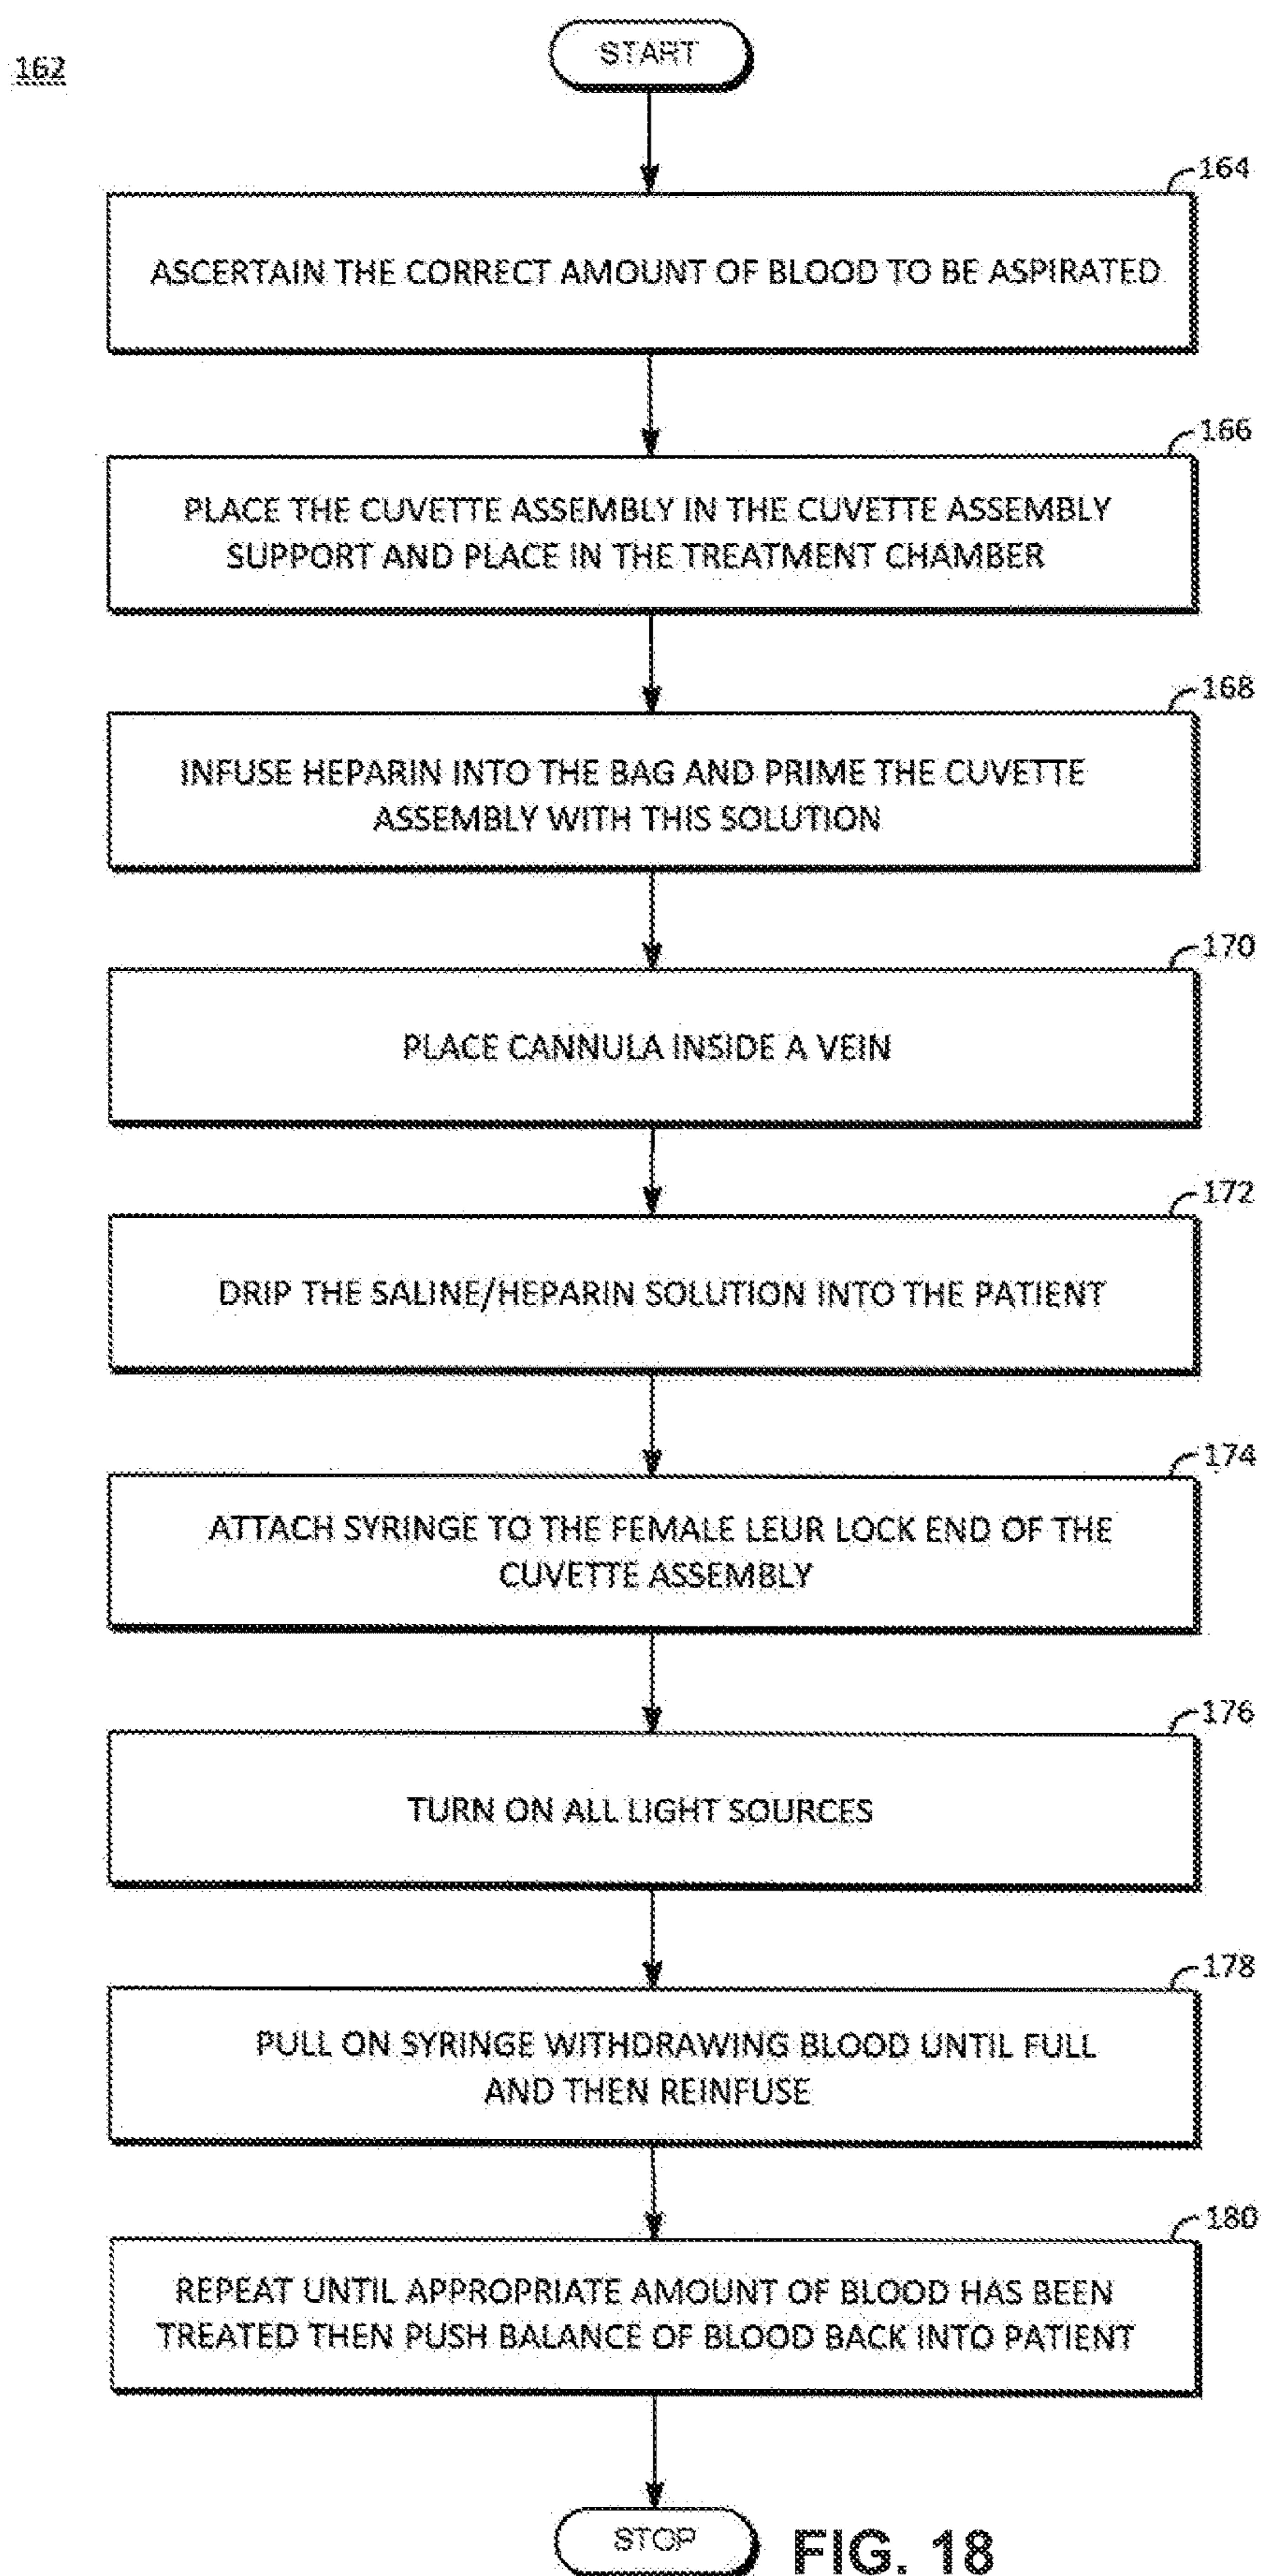 162
START
164
ASCERTAIN THE CORRECT AMOUNT OF BLOOD TO BE ASPIRATED
166
PLACE THE CUVETTE ASSEMBLY IN THE CUVETTE ASSEMBLY
SUPPORT AND PLACE IN THE TREATMENT CHAMBER
168
INFUSE HEPARIN INTO THE BAG AND PRIME THE CUVETTE
ASSEMBLY WITH THIS SOLUTION
170
PLACE CANNULA INSIDE A VEIN
172
DRIP THE SALINE/HEPARIN SOLUTION INTO THE PATIENT
174
ATTACH SYRINGE TO THE FEMALE LEUR LOCK END OF THE
CUVETTE ASSEMBLY
176
TURN ON ALL LIGHT SOURCES
178
PULL ON SYRINGE WITHDRAWING BLOOD UNTIL FULL
AND THEN REINFUSE
180
REPEAT UNTIL APPROPRIATE AMOUNT OF BLOOD HAS BEEN
TREATED THEN PUSH BALANCE OF BLOOD BACK INTO PATIENT
STOP
FIG. 18